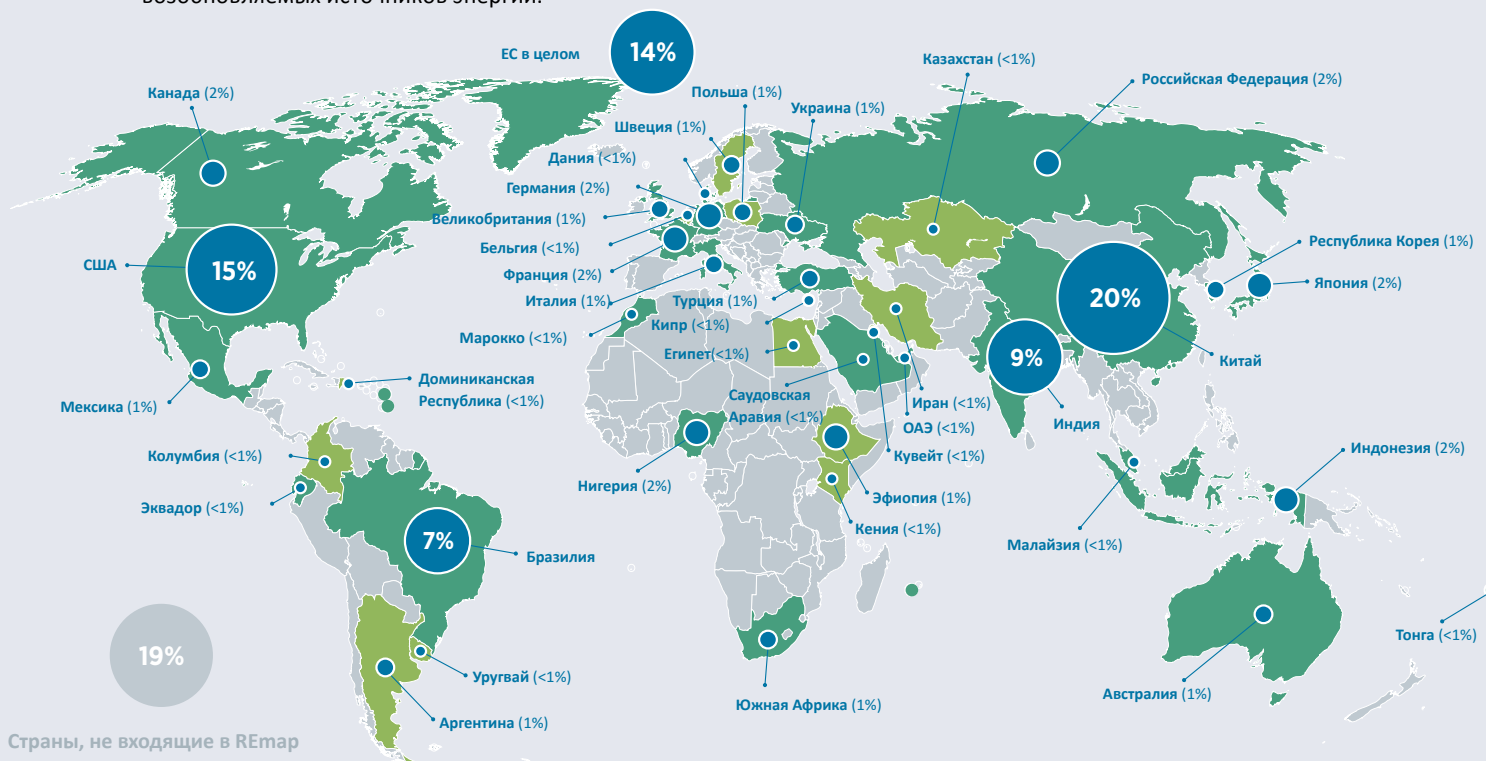 возобновляемых источников энергии.
ЕС в целом
14%
Казахстан (<1%)
Российская Федерация (2%)
Канада (2%)
Польша (1%)
Украина (1%)
Швеция (1%)
Дания (<1%)
Германия (2%)
Великобритания (1%)
Бельгия (<1%)
Республика Корея (1%)
США
15%
Франция (2%)
Япония (2%)
Италия (1%)
Турция (1%)
20%
Марокко (<1%)
Кипр (<1%)
Египет(<1%)
9%
Китай
Доминиканская
Республика (<1%)
Мексика (1%)
Саудовская
Аравия (<1%)
Иран (<1%)
ОАЭ (<1%)
Индия
Колумбия (<1%)
Кувейт (<1%)
Индонезия (2%)
Нигерия (2%)
Эфиопия (1%)
Эквадор (<1%)
Кения (<1%)
Малайзия (<1%)
7%
Бразилия
19%
Тонга (<1%)
Уругвай (<1%)
Австралия (1%)
Южная Африка (1%)
Аргентина (1%)
Страны, не входящие в REmap